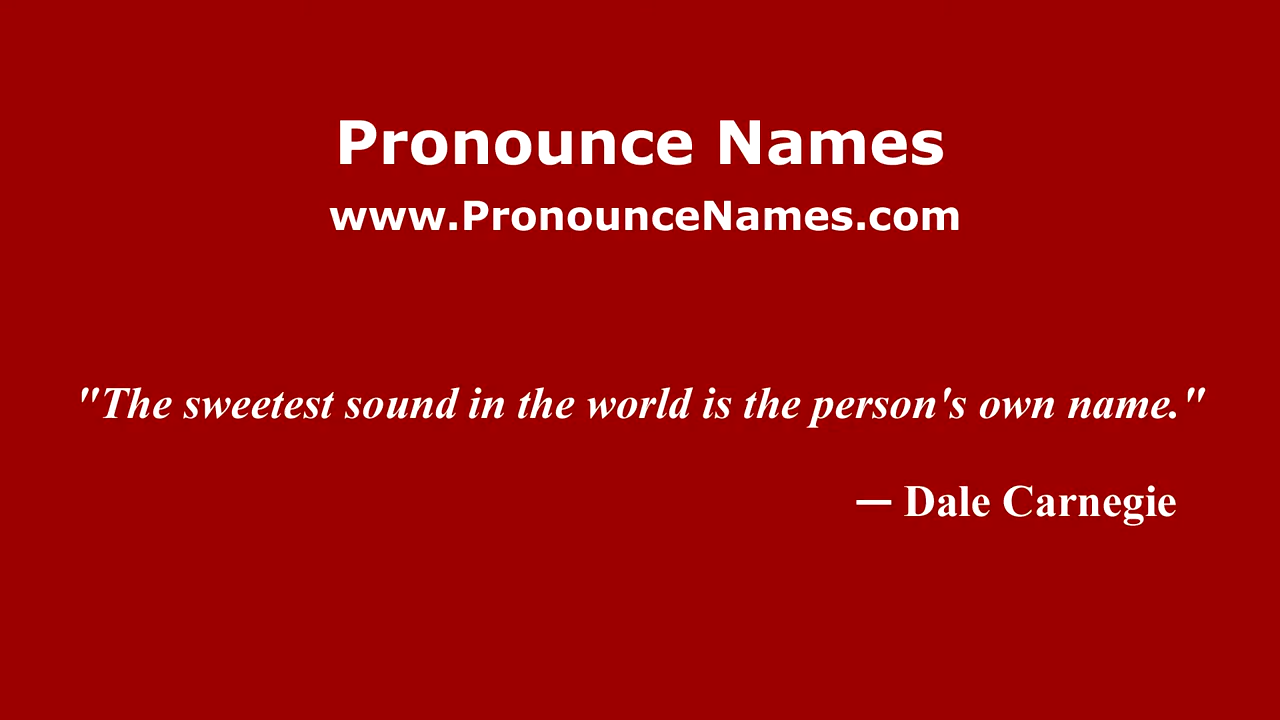 Pronounce Names
www.PronounceNames.com
"The sweetest sound in the world is the person's own name."
— Dale Carnegie